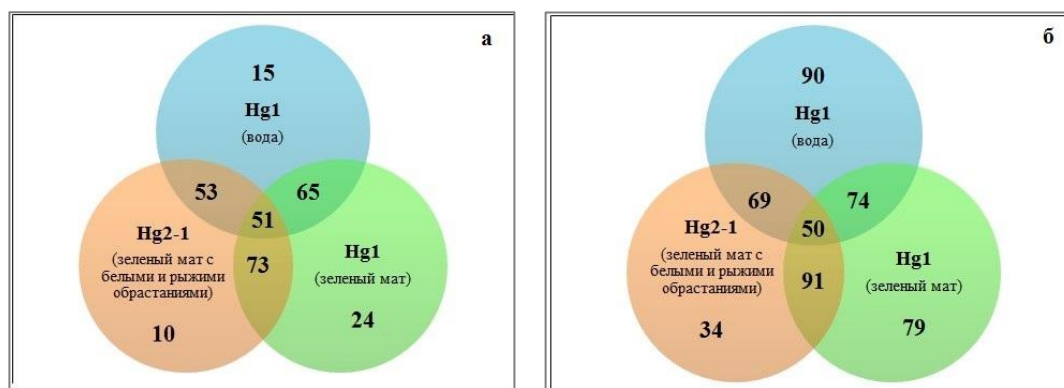 а
15
Hg1
(вода)
53
65
51
Hg2-1
(зеленый мат с
белыми и рыжими
обрастаниями)
73
Hg1
(зеленый мат)
10
24
б
90
Hg1
(вода)
69
74
50
Hg2-1
(зеленый мат с
белыми и рыжими
обрастаниями)
91
Hg1
(зеленый мат)
34
79